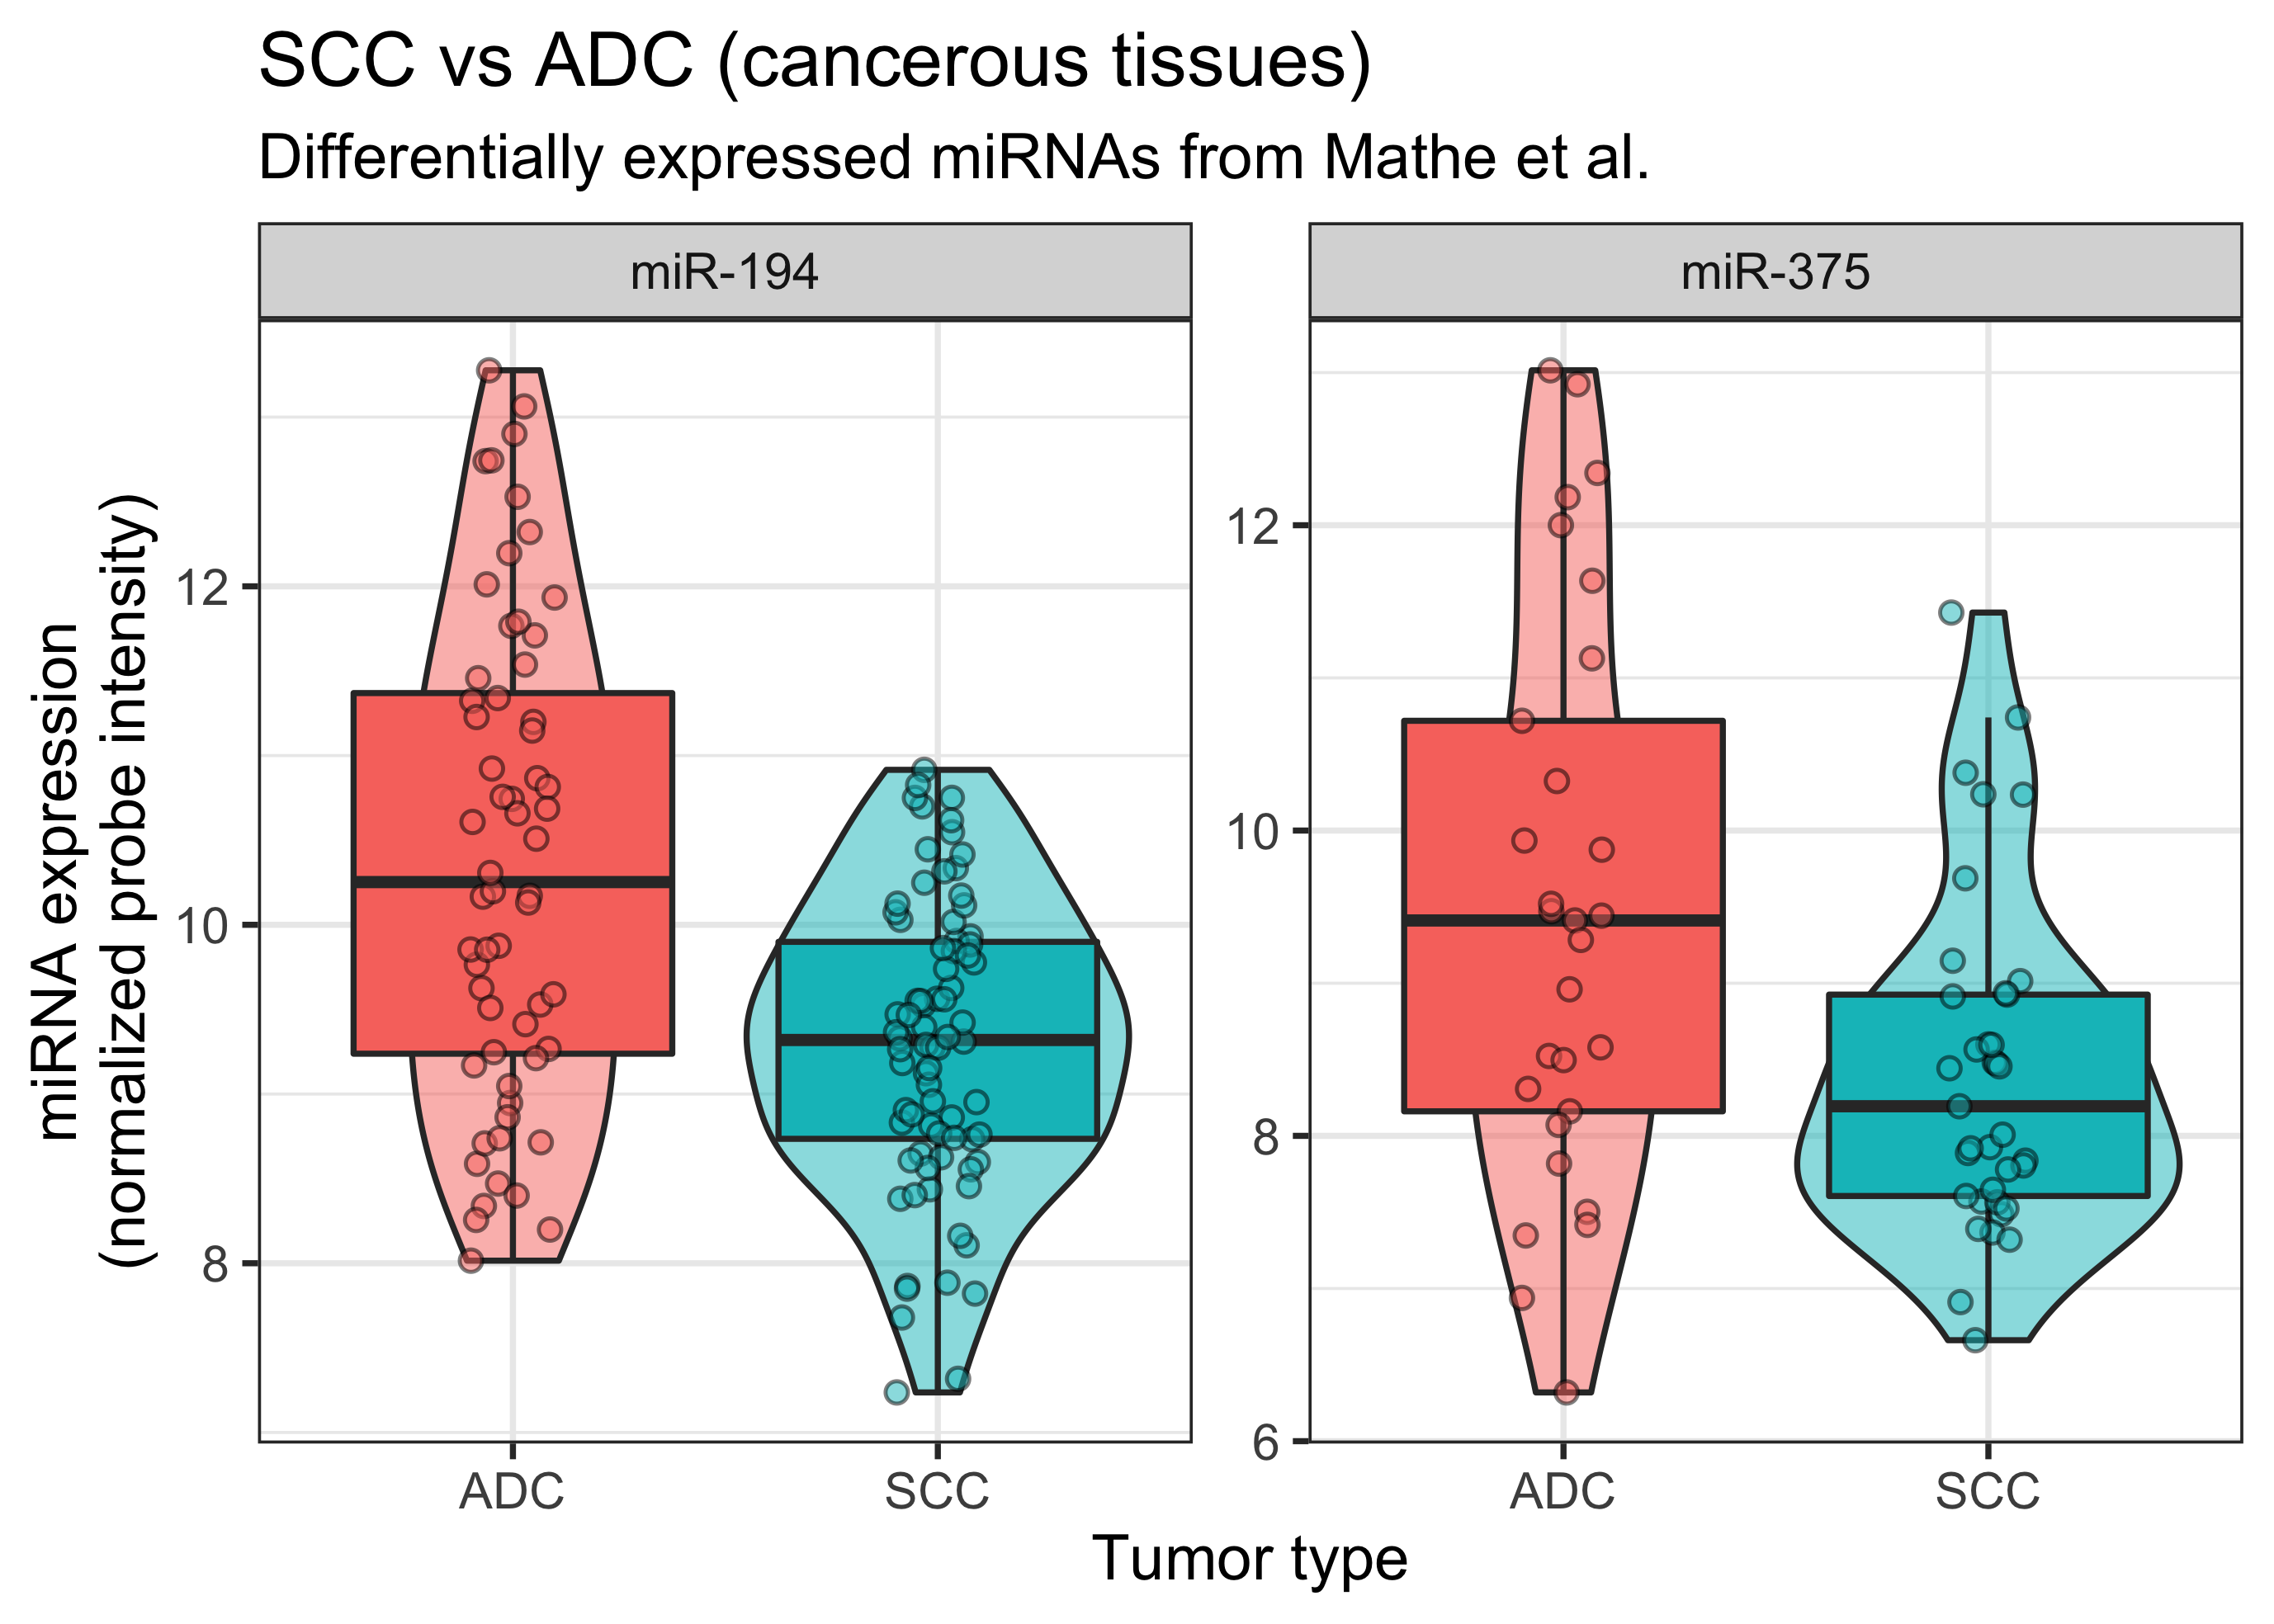 SCC vs ADC (cancerous tissues)
Differentially expressed miRNAs from Mathe et al.
miR-194
miR-375
miRNA expression
(normalized probe intensity)
12
10
8
12
10
8
6
ADC
SCC
ADC
SCC
Tumor type